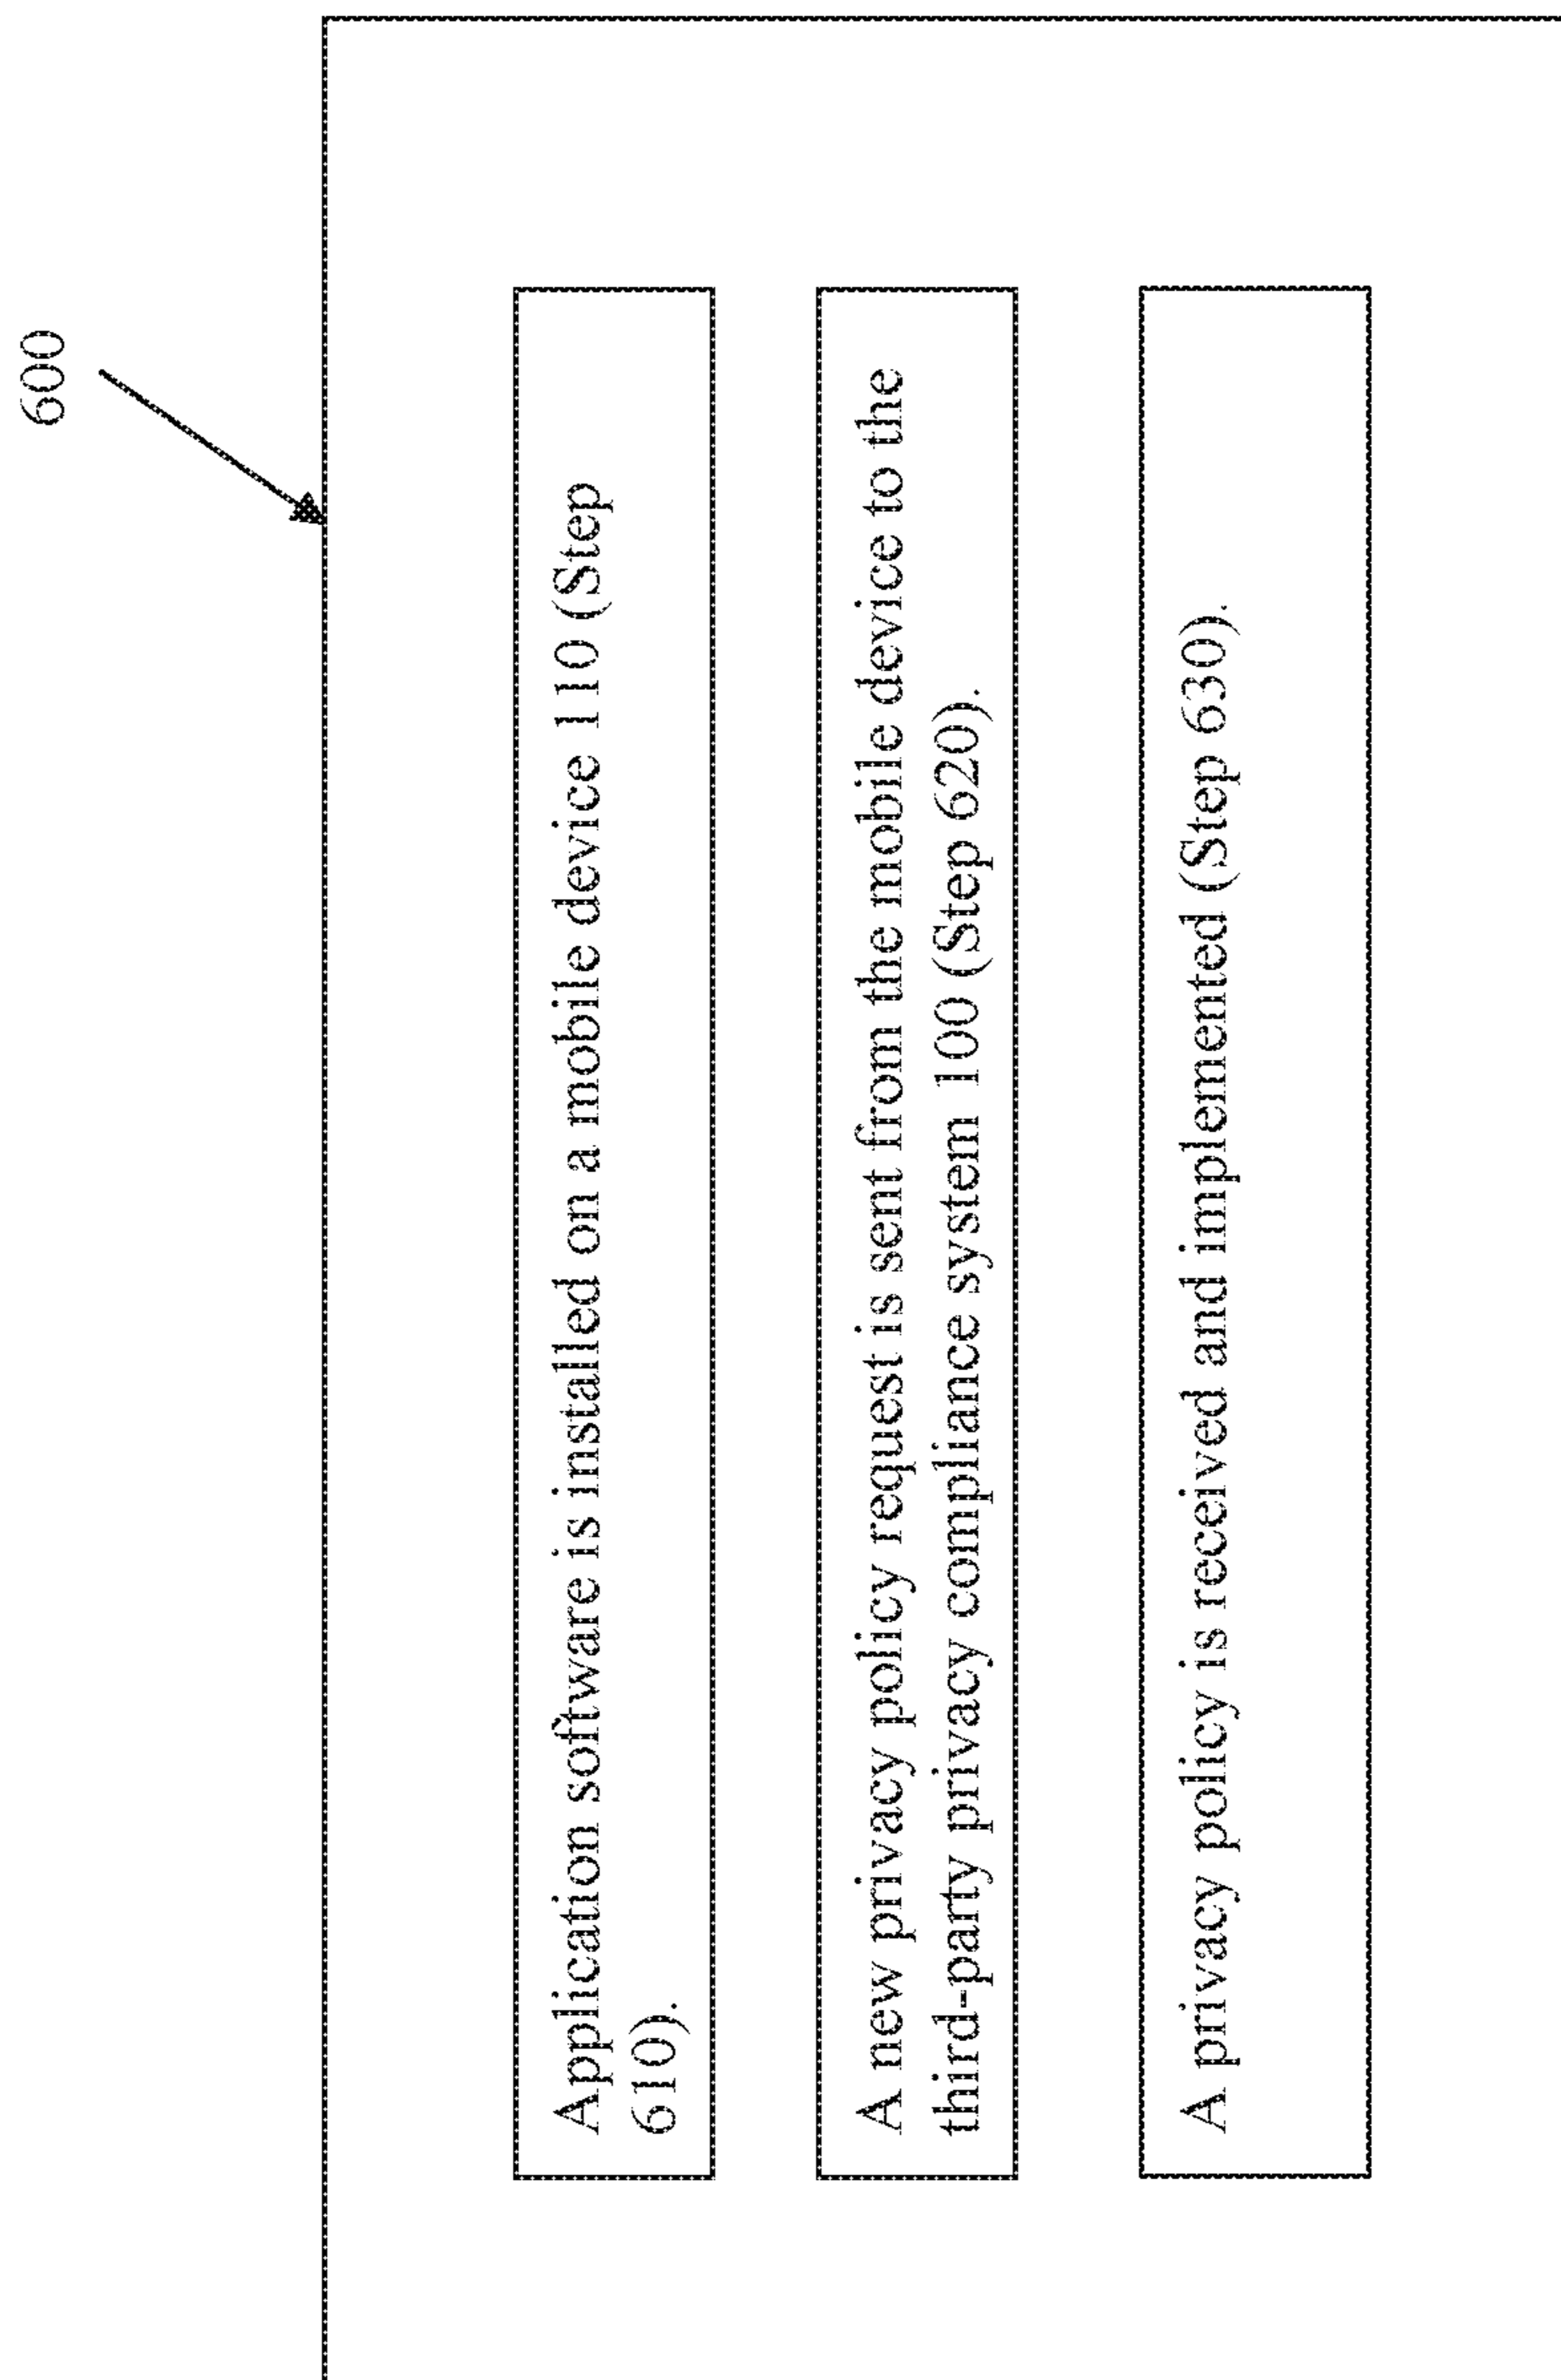 600
Application software is installed on a mobile device 110 (Step
610).
A new privacy policy request is sent from the mobile device to the
third-party privacy compliance system 100 (Step 620).
A privacy policy is received and implemented (Step 630).